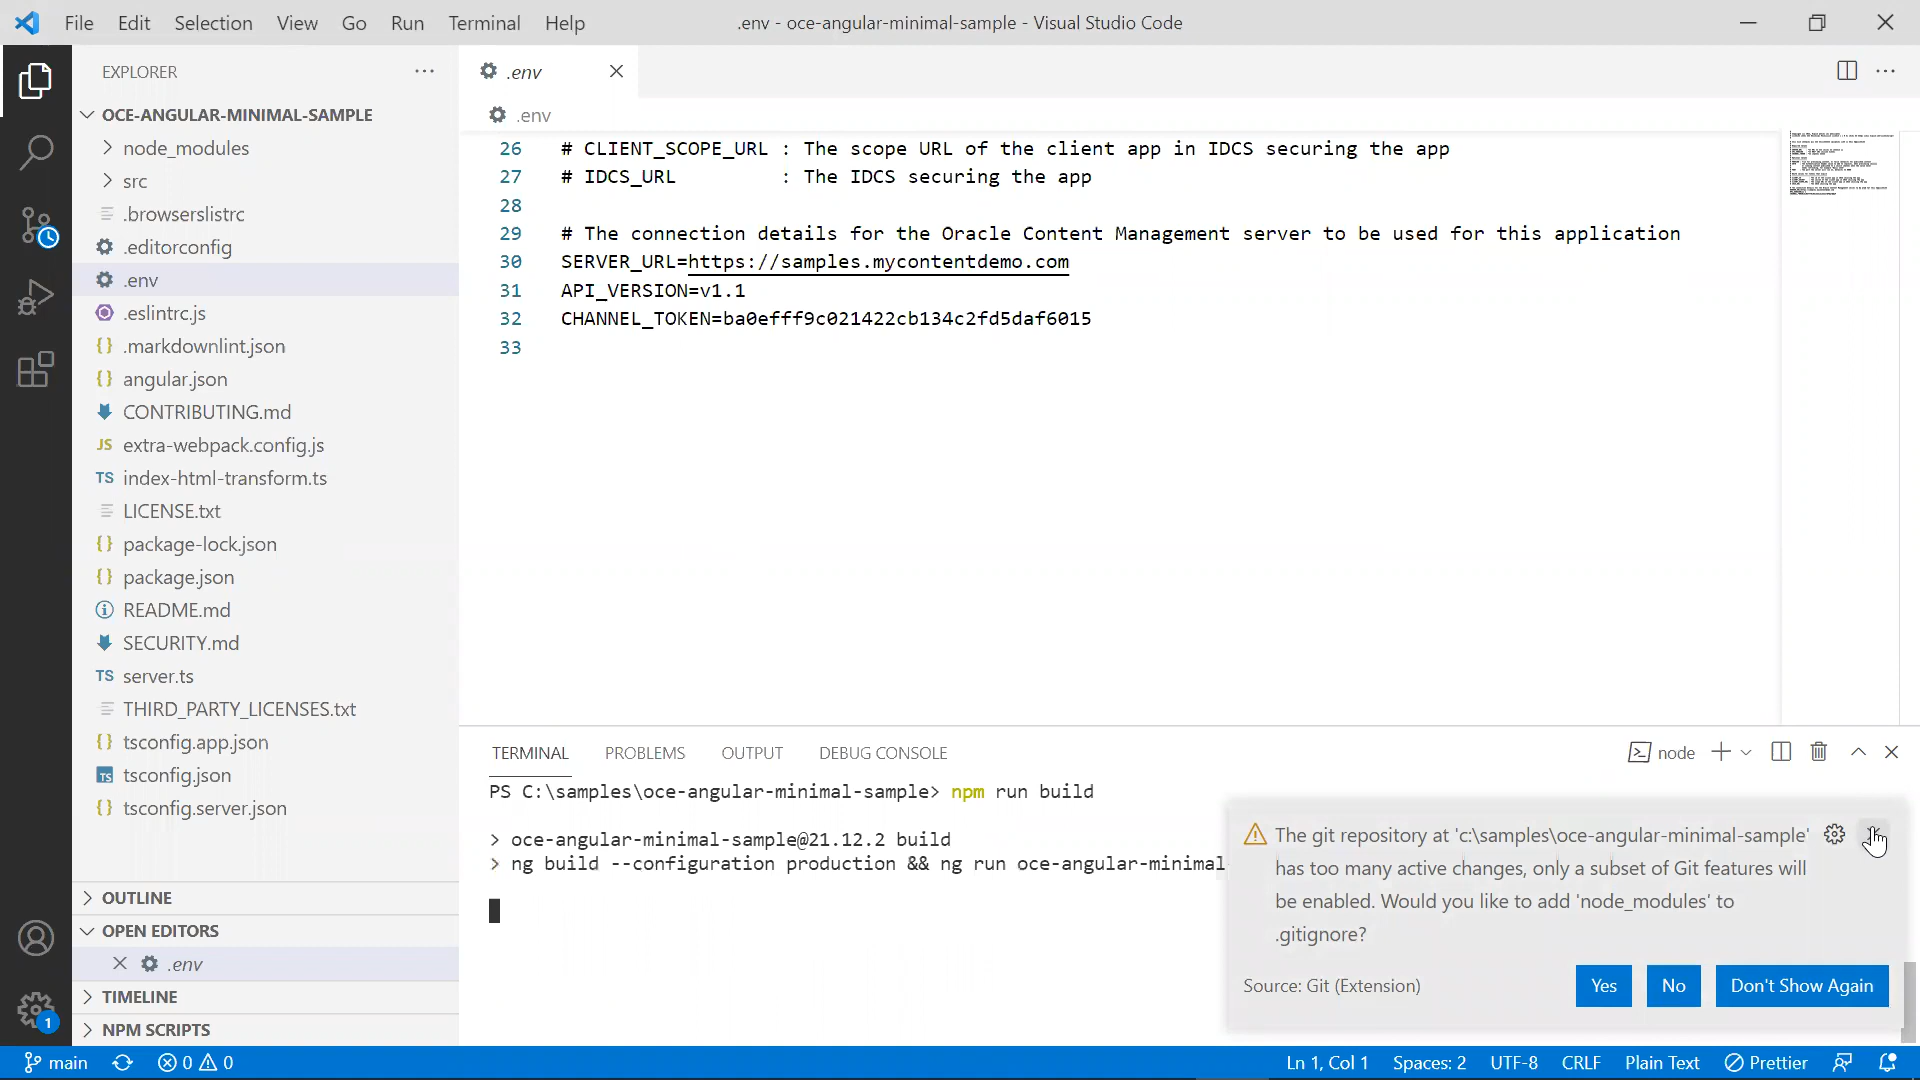 File Edit Selection View Go Run Terminal Help
.env - oce-angular-minimal-sample - Visual Studio Code
EXPLORER
OCE-ANGULAR-MINIMAL-SAMPLE
node_modules
src
.browserslistrc
.editorconfig
.env
.eslintrc.js
.markdownlint.json
angular.json
CONTRIBUTING.md
JS extra-webpack.config.js
TS index-html-transform.ts
LICENSE.txt
package-lock.json
package.json
README.md
SECURITY.md
TS server.ts
THIRD_PARTY_LICENSES.txt
tsconfig.app.json
TS tsconfig.json
tsconfig.server.json
OUTLINE
OPEN EDITORS
.env
TIMELINE
NPM SCRIPTS
1
.env
.env
26 # CLIENT_SCOPE_URL : The scope URL of the client app in IDCS securing the app
27 # IDCS_URL : The IDCS securing the app
28
29 # The connection details for the Oracle Content Management server to be used for this application
30 SERVER_URL=https://samples.mycontentdemo.com
31 API_VERSION=v1.1
32 CHANNEL_TOKEN=ba0efff9c021422cb134c2fd5daf6015
33
TERMINAL PROBLEMS OUTPUT DEBUG CONSOLE
node
PS C:\samples\oce-angular-minimal-sample> npm run build
> oce-angular-minimal-sample@21.12.2 build
> ng build --configuration production && ng run oce-angular-minimal-
The git repository at 'c:\samples\oce-angular-minimal-sample'
has too many active changes, only a subset of Git features will
be enabled. Would you like to add 'node_modules' to
.gitignore?
Source: Git (Extension)
Yes No Don't Show Again
main 0 0
Ln 1, Col 1 Spaces: 2 UTF-8 CRLF Plain Text Prettier